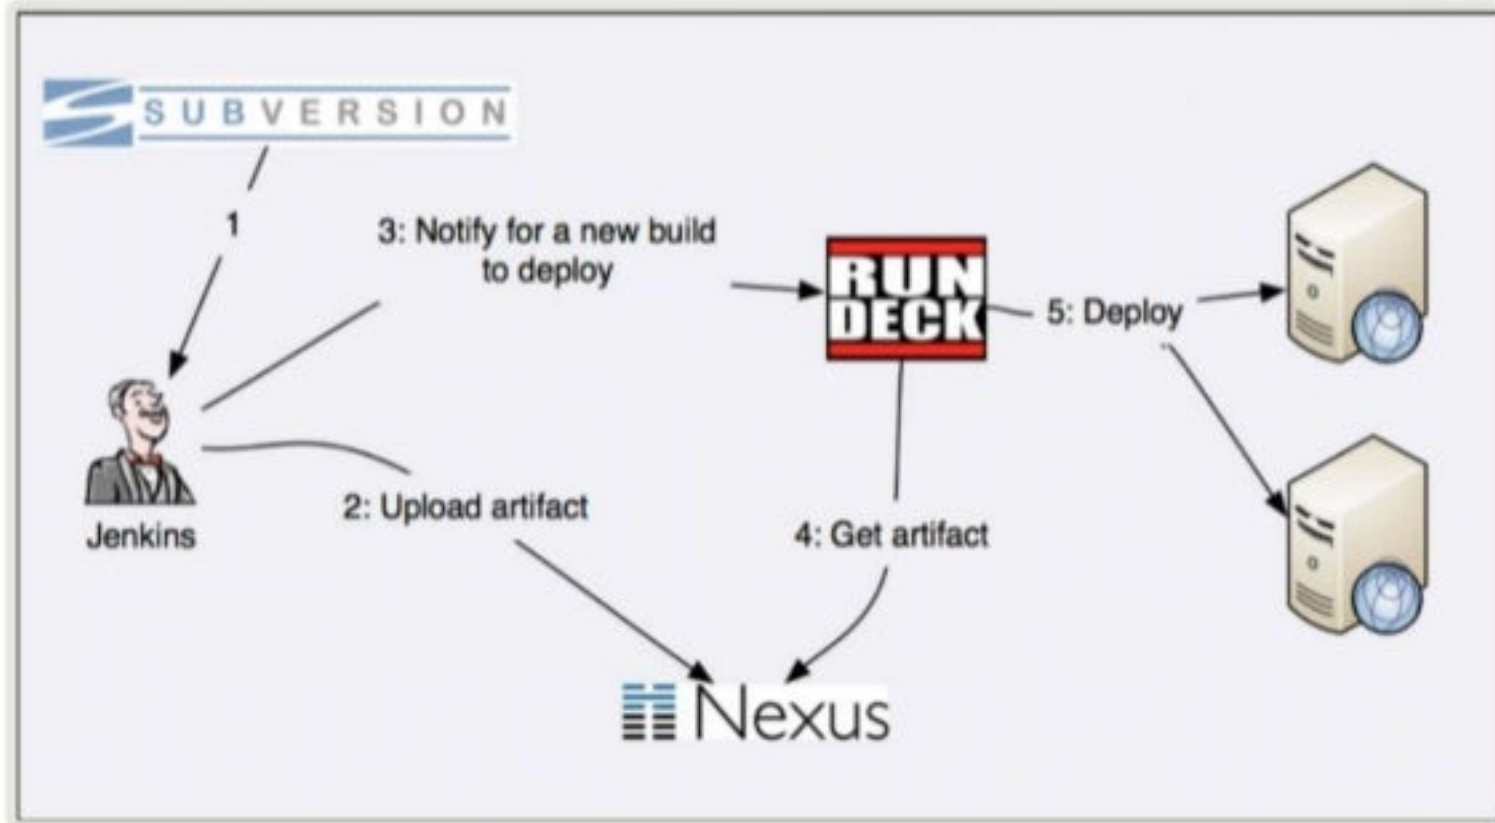 SUBVERSION
1
3: Notify for a new build
to deploy
RUN
DECK
5: Deploy
Jenkins
2: Upload artifact
4: Get artifact
Nexus